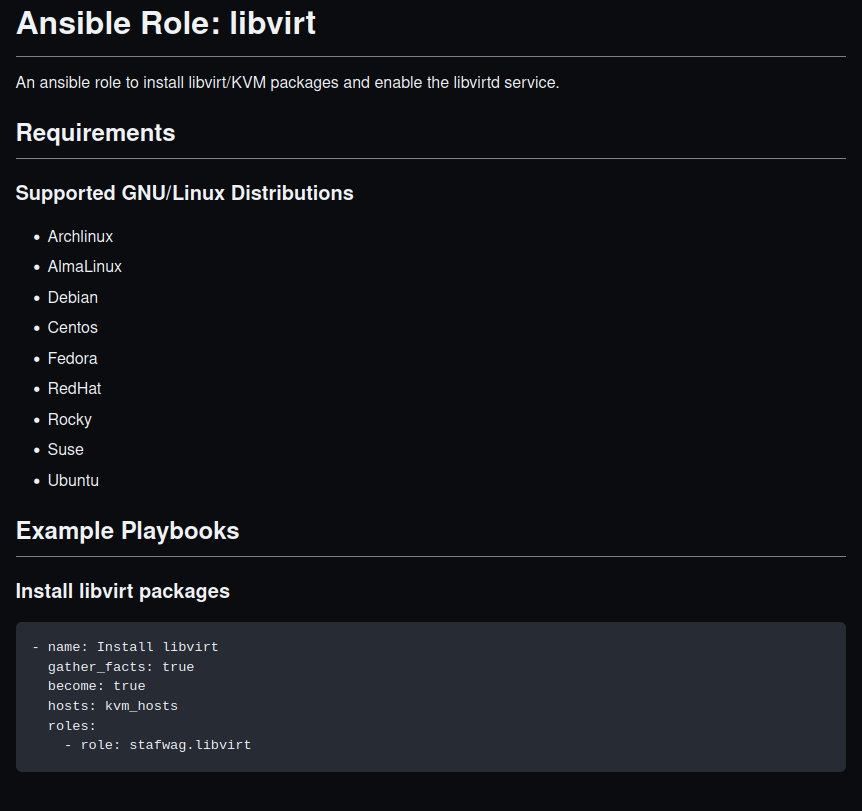 Ansible Role: libvirt
An ansible role to install libvirt/KVM packages and enable the libvirtd service.
Requirements
Supported GNU/Linux Distributions
• Archlinux
• AlmaLinux
• Debian
• Centos
• Fedora
• RedHat
• Rocky
• Suse
• Ubuntu
Example Playbooks
Install libvirt packages
- name: Install libvirt
  gather_facts: true
  become: true
  hosts: kvm_hosts
  roles:
    - role: stafwag.libvirt